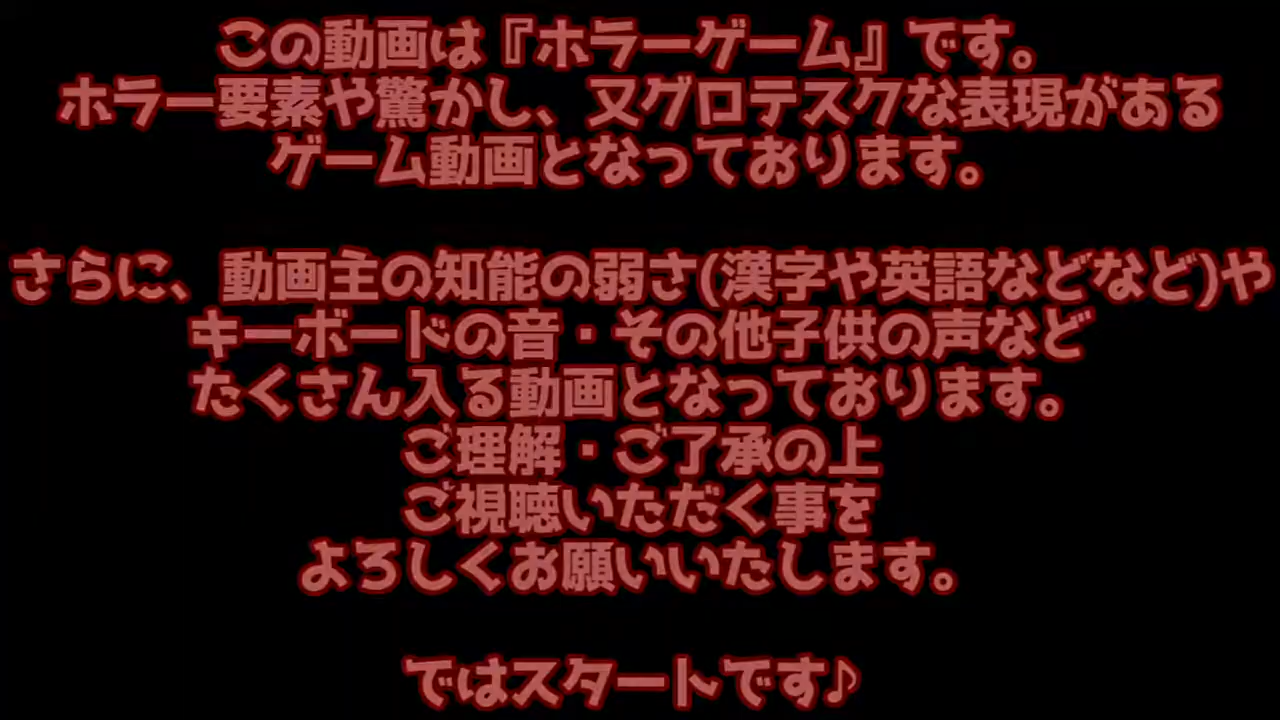 この動画は『ホラーゲーム』です。
ホラー要素や驚かし、又グロテスクな表現がある
ゲーム動画となっております。
さらに、動画主の知能の弱さ(漢字や英語などなど)や
キーボードの音・その他子供の声など
たくさん入る動画となっております。
ご理解・ご了承の上
ご視聴いただく事を
よろしくお願いいたします。
ではスタートです♪